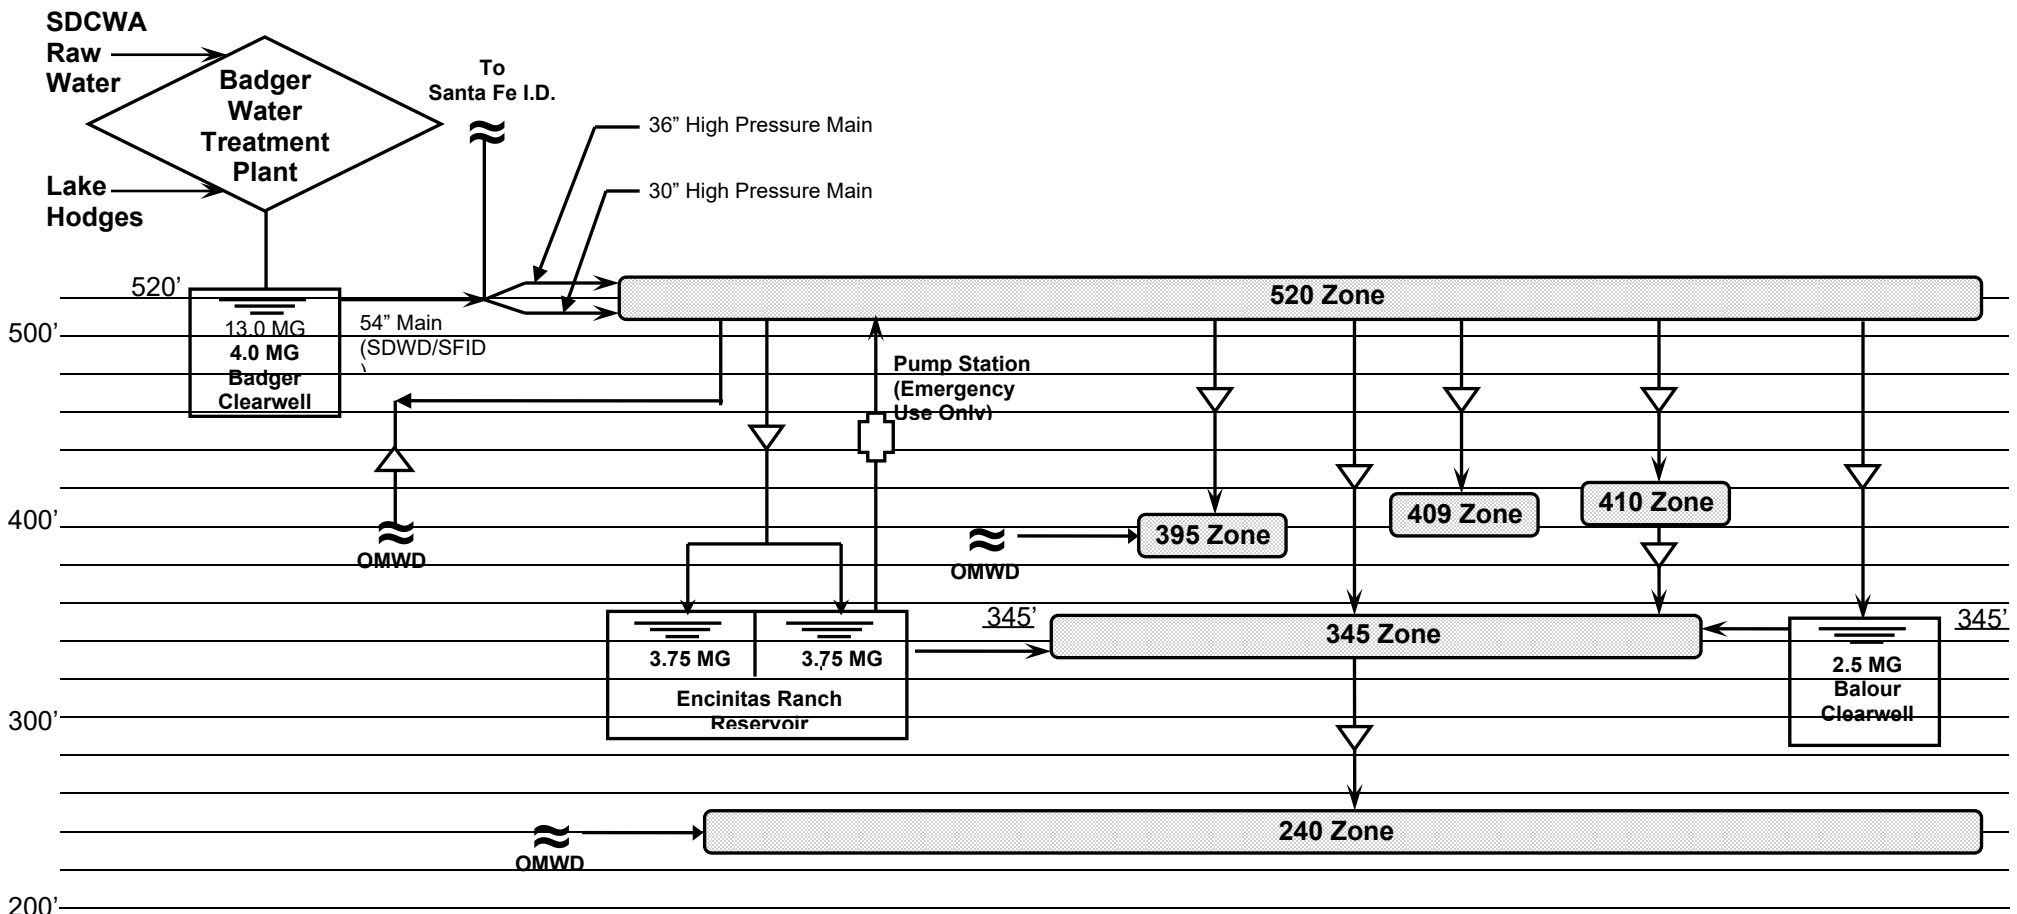 SDCWA
Raw
Water
Badger
Water
Treatment
Plant
Lake
Hodges
To
Santa Fe I.D.
36” High Pressure Main
30” High Pressure Main
520’
520 Zone
13.0 MG
4.0 MG
Badger
Clearwell
54” Main
(SDWD/SFID
)
500’
Pump Station
(Emergency
Use Only)
400’
OMWD
OMWD
395 Zone
409 Zone
410 Zone
345’
345 Zone
345’
3.75 MG
3.75 MG
Encinitas Ranch
Reservoir
2.5 MG
Balour
Clearwell
300’
OMWD
240 Zone
200’